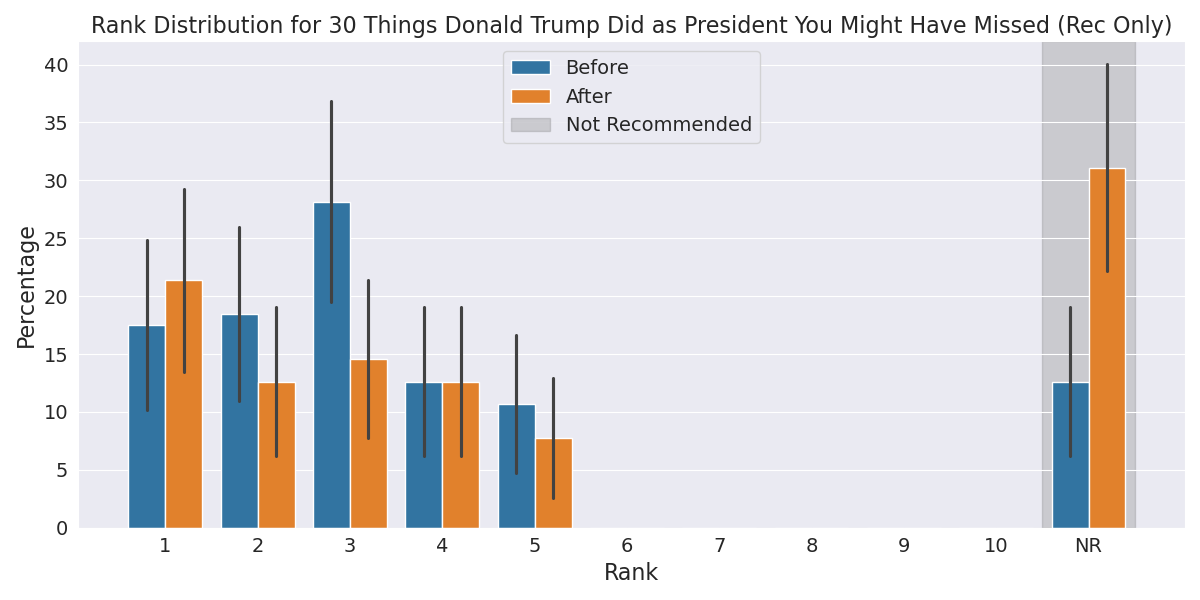 Rank Distribution for 30 Things Donald Trump Did as President You Might Have Missed (Rec Only)
Before
After
Not Recommended
Percentage
40
35
30
25
20
15
10
5
0
1 2 3 4 5 6 7 8 9 10 NR
Rank